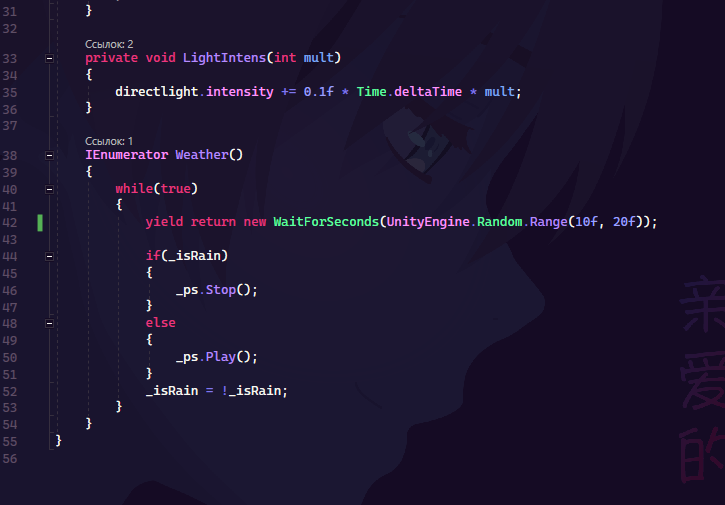 31 }
32
Ссылок: 2
33 private void LightIntens(int mult)
34 {
35 directlight.intensity += 0.1f * Time.deltaTime * mult;
36 }
37
Ссылок: 1
38 IEnumerator Weather()
39 {
40 while(true)
41 {
42 yield return new WaitForSeconds(UnityEngine.Random.Range(10f, 20f));
43
44 if(_isRain)
45 {
46 _ps.Stop();
47 }
48 else
49 {
50 _ps.Play();
51 }
52 _isRain = !_isRain;
53 }
54 }
55 }
56
亲爱的